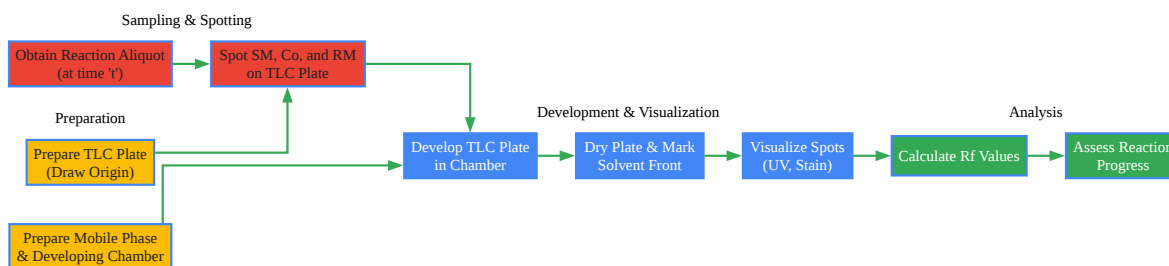 Sampling & Spotting
Obtain Reaction Aliquot
(at time 't')
Spot SM, Co, and RM
on TLC Plate
Preparation
Prepare TLC Plate
(Draw Origin)
Prepare Mobile Phase
& Developing Chamber
Development & Visualization
Develop TLC Plate
in Chamber
Dry Plate & Mark
Solvent Front
Visualize Spots
(UV, Stain)
Analysis
Calculate Rf Values
Assess Reaction
Progress